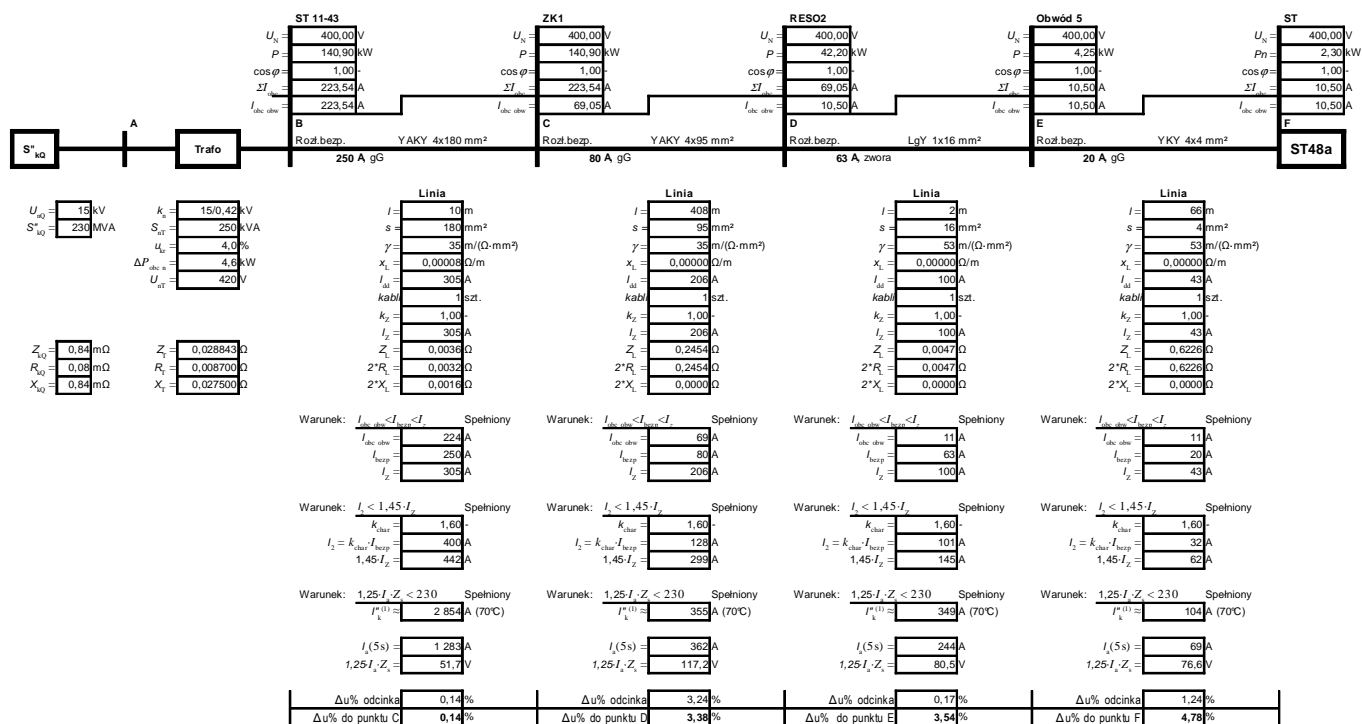 ST 11-43 ZK1 RESO2 Obwód 5 ST
U_N = 400,00 V U_N = 400,00 V U_N = 400,00 V U_N = 400,00 V U_N = 400,00 V
P = 140,90 kW P = 140,90 kW P = 42,20 kW P = 4,25 kW Pn = 2,30 kW
cosφ = 1,00 - cosφ = 1,00 - cosφ = 1,00 - cosφ = 1,00 - cosφ = 1,00 -
ΣI_obc = 223,54 A ΣI_obc = 223,54 A ΣI_obc = 69,05 A ΣI_obc = 10,50 A ΣI_obc = 10,50 A
I_obc obw = 223,54 A I_obc obw = 69,05 A I_obc obw = 10,50 A I_obc obw = 10,50 A I_obc obw = 10,50 A
A B C D E F
S"_kQ Trafo Rozł.bezp. YAKY 4x180 mm² Rozł.bezp. YAKY 4x95 mm² Rozł.bezp. LgY 1x16 mm² Rozł.bezp. YKY 4x4 mm² ST48a
250 A, gG 80 A, gG 63 A, zwora 20 A, gG
Linia Linia Linia Linia
U_nQ = 15 kV k_n = 15/0,42 kV l = 10 m l = 408 m l = 2 m l = 66 m
S"_kQ = 230 MVA S_nT = 250 kVA s = 180 mm² s = 95 mm² s = 16 mm² s = 4 mm²
u_kr = 4,0 % γ = 35 m/(Ω·mm²) γ = 35 m/(Ω·mm²) γ = 53 m/(Ω·mm²) γ = 53 m/(Ω·mm²)
ΔP_obc n = 4,6 kW x_L = 0,00008 Ω/m x_L = 0,00000 Ω/m x_L = 0,00000 Ω/m x_L = 0,00000 Ω/m
U_nT = 420 V I_dd = 305 A I_dd = 206 A I_dd = 100 A I_dd = 43 A
kabli 1 szt. kabli 1 szt. kabli 1 szt. kabli 1 szt.
k_Z = 1,00 - k_Z = 1,00 - k_Z = 1,00 - k_Z = 1,00 -
I_Z = 305 A I_Z = 206 A I_Z = 100 A I_Z = 43 A
Z_kQ = 0,84 mΩ Z_T = 0,028843 Ω Z_L = 0,0036 Ω Z_L = 0,2454 Ω Z_L = 0,0047 Ω Z_L = 0,6226 Ω
R_kQ = 0,08 mΩ R_T = 0,008700 Ω 2*R_L = 0,0032 Ω 2*R_L = 0,2454 Ω 2*R_L = 0,0047 Ω 2*R_L = 0,6226 Ω
X_kQ = 0,84 mΩ X_T = 0,027500 Ω 2*X_L = 0,0016 Ω 2*X_L = 0,0000 Ω 2*X_L = 0,0000 Ω 2*X_L = 0,0000 Ω
Warunek: I_obc obw<I_bezp<I_z Spełniony Warunek: I_obc obw<I_bezp<I_z Spełniony Warunek: I_obc obw<I_bezp<I_z Spełniony Warunek: I_obc obw<I_bezp<I_z Spełniony
I_obc obw = 224 A I_obc obw = 69 A I_obc obw = 11 A I_obc obw = 11 A
I_bezp = 250 A I_bezp = 80 A I_bezp = 63 A I_bezp = 20 A
I_Z = 305 A I_Z = 206 A I_Z = 100 A I_Z = 43 A
Warunek: I_2 < 1,45·I_Z Spełniony Warunek: I_2 < 1,45·I_Z Spełniony Warunek: I_2 < 1,45·I_Z Spełniony Warunek: I_2 < 1,45·I_Z Spełniony
k_char = 1,60 - k_char = 1,60 - k_char = 1,60 - k_char = 1,60 -
I_2 = k_char·I_bezp = 400 A I_2 = k_char·I_bezp = 128 A I_2 = k_char·I_bezp = 101 A I_2 = k_char·I_bezp = 32 A
1,45·I_Z = 442 A 1,45·I_Z = 299 A 1,45·I_Z = 145 A 1,45·I_Z = 62 A
Warunek: 1,25·I_a·Z_s < 230 Spełniony Warunek: 1,25·I_a·Z_s < 230 Spełniony Warunek: 1,25·I_a·Z_s < 230 Spełniony Warunek: 1,25·I_a·Z_s < 230 Spełniony
I"_k^(1) ≈ 2 854 A (70°C) I"_k^(1) ≈ 355 A (70°C) I"_k^(1) ≈ 349 A (70°C) I"_k^(1) ≈ 104 A (70°C)
I_a(5s) = 1 283 A I_a(5s) = 362 A I_a(5s) = 244 A I_a(5s) = 69 A
1,25·I_a·Z_s = 51,7 V 1,25·I_a·Z_s = 117,2 V 1,25·I_a·Z_s = 80,5 V 1,25·I_a·Z_s = 76,6 V
Δu% odcinka 0,14 % Δu% odcinka 3,24 % Δu% odcinka 0,17 % Δu% odcinka 1,24 %
Δu% do punktu C 0,14 % Δu% do punktu D 3,38 % Δu% do punktu E 3,54 % Δu% do punktu F 4,78 %